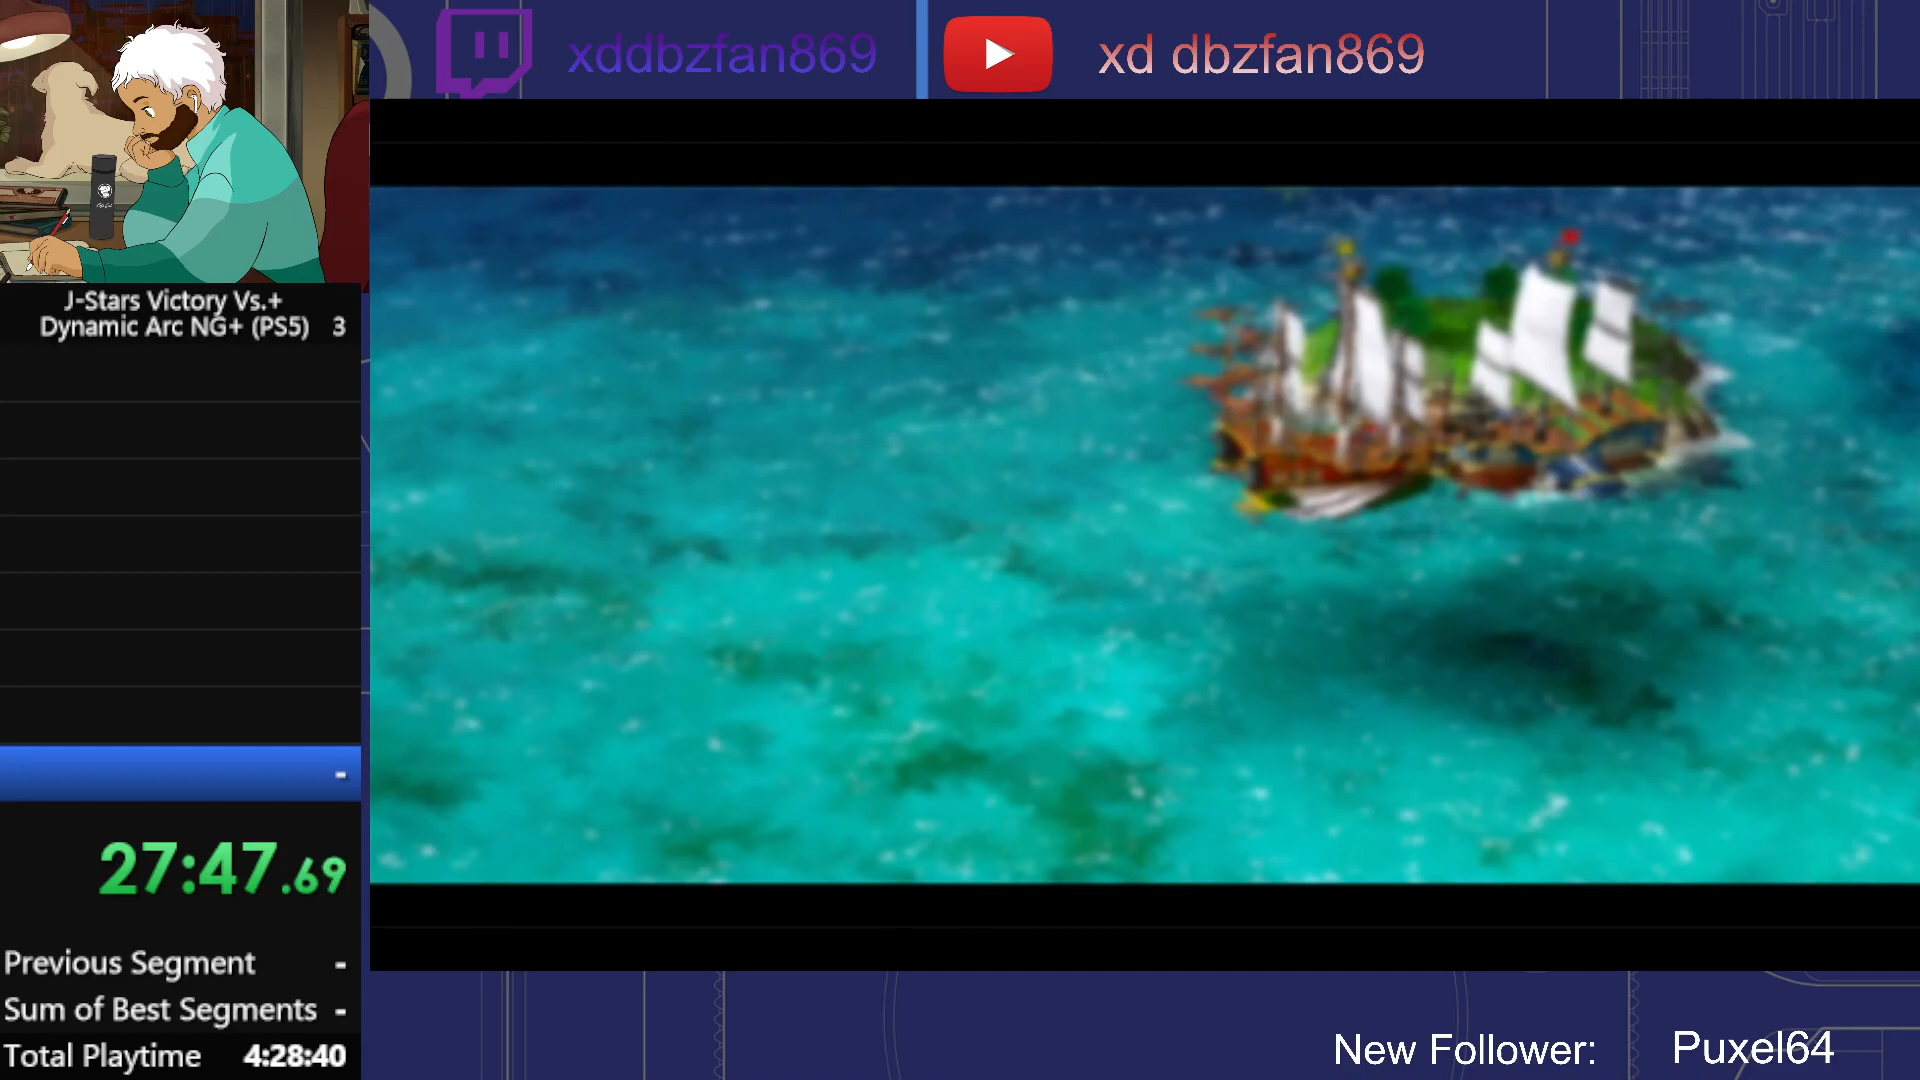 xddbzfan869
xd dbzfan869
J-Stars Victory Vs.+
Dynamic Arc NG+ (PS5) 3
-
27:47.69
Previous Segment -
Sum of Best Segments -
Total Playtime 4:28:40
New Follower: Puxel64